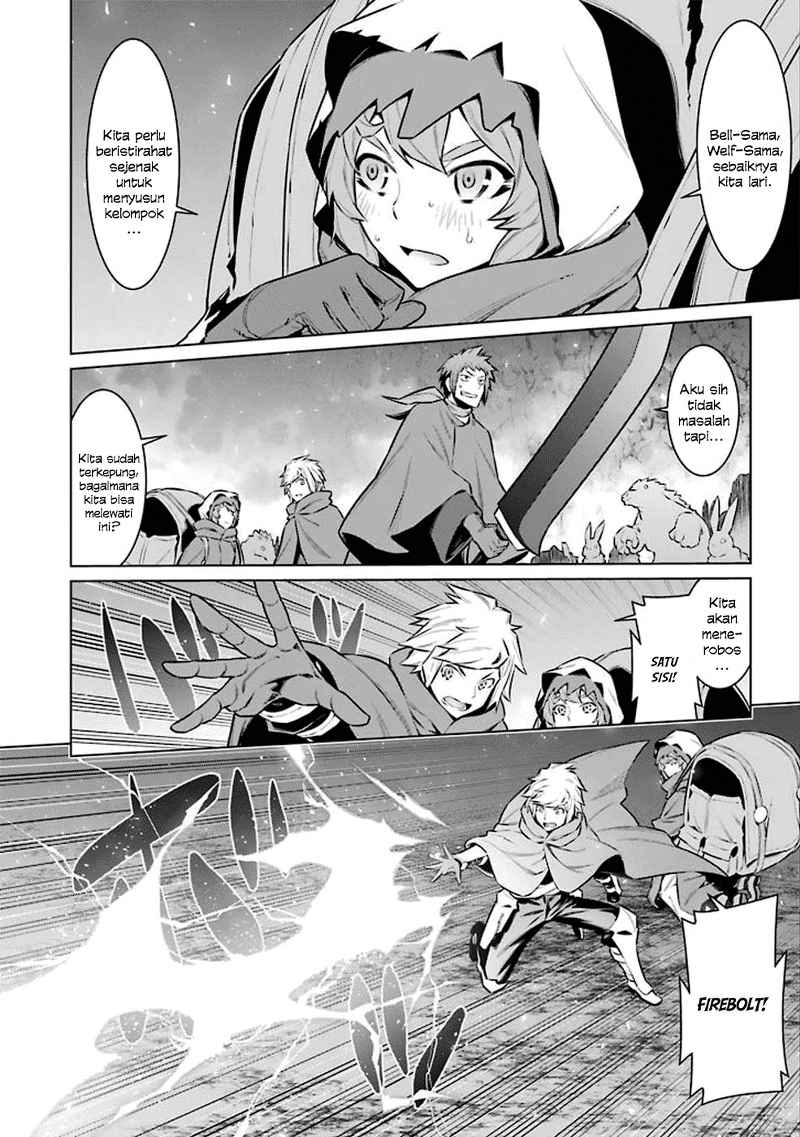 Bell-Sama,
Welf-Sama,
sebaiknya
kita lari.
Kita perlu
beristirahat
sejenak
untuk
menyusun
kelompok
...
Aku sih
tidak
masalah
tapi...
Kita sudah
terkepung,
bagaimana
kita bisa
melewati
ini?
Kita
akan
mene-
robos
...
SATU
SISI!
FIREBOLT!